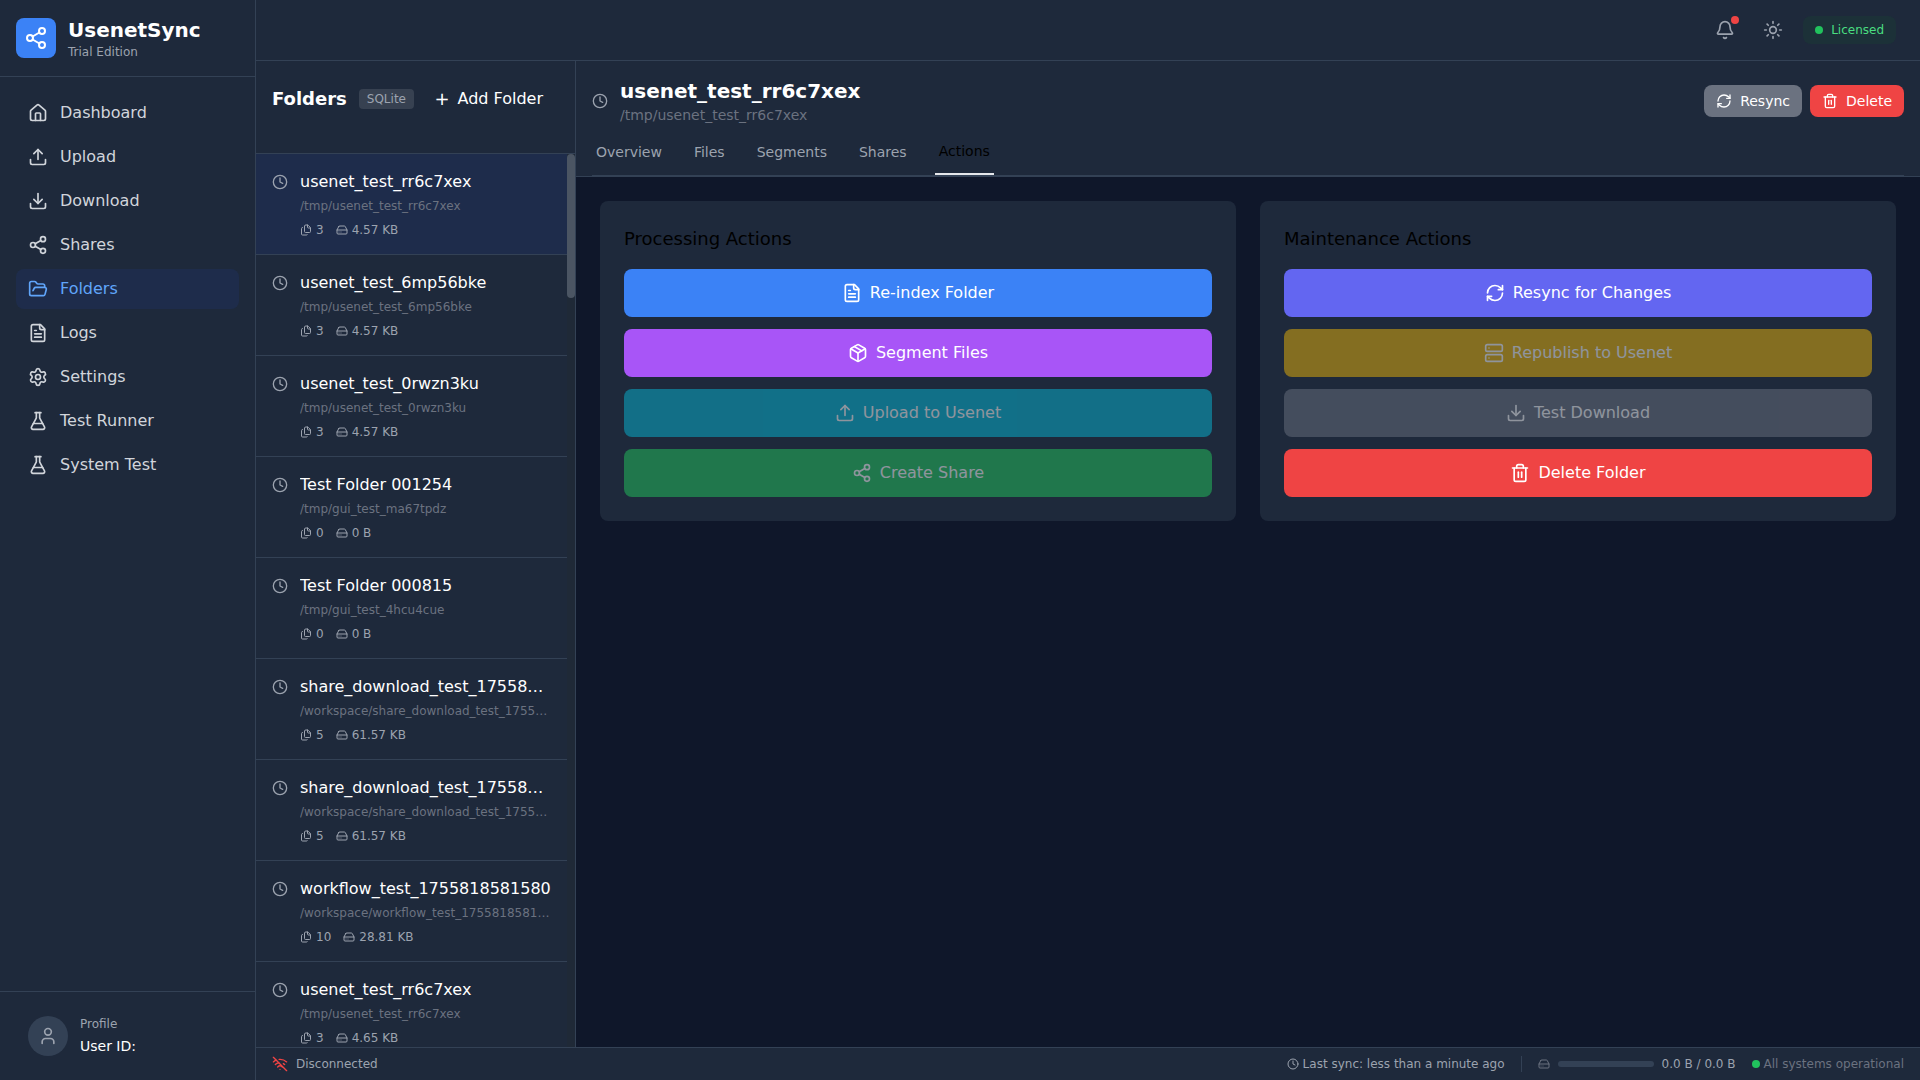 UsenetSync
Trial Edition
Dashboard
Upload
Download
Shares
Folders
Logs
Settings
Test Runner
System Test
Profile
User ID:
Licensed
Folders SQLite Add Folder
usenet_test_rr6c7xex
/tmp/usenet_test_rr6c7xex
3 4.57 KB
usenet_test_6mp56bke
/tmp/usenet_test_6mp56bke
3 4.57 KB
usenet_test_0rwzn3ku
/tmp/usenet_test_0rwzn3ku
3 4.57 KB
Test Folder 001254
/tmp/gui_test_ma67tpdz
0 0 B
Test Folder 000815
/tmp/gui_test_4hcu4cue
0 0 B
share_download_test_17558...
/workspace/share_download_test_1755...
5 61.57 KB
share_download_test_17558...
/workspace/share_download_test_1755...
5 61.57 KB
workflow_test_1755818581580
/workspace/workflow_test_1755818581...
10 28.81 KB
usenet_test_rr6c7xex
/tmp/usenet_test_rr6c7xex
3 4.65 KB
usenet_test_rr6c7xex
/tmp/usenet_test_rr6c7xex
Resync Delete
Overview Files Segments Shares Actions
Processing Actions
Re-index Folder
Segment Files
Upload to Usenet
Create Share
Maintenance Actions
Resync for Changes
Republish to Usenet
Test Download
Delete Folder
Disconnected
Last sync: less than a minute ago
0.0 B / 0.0 B
All systems operational